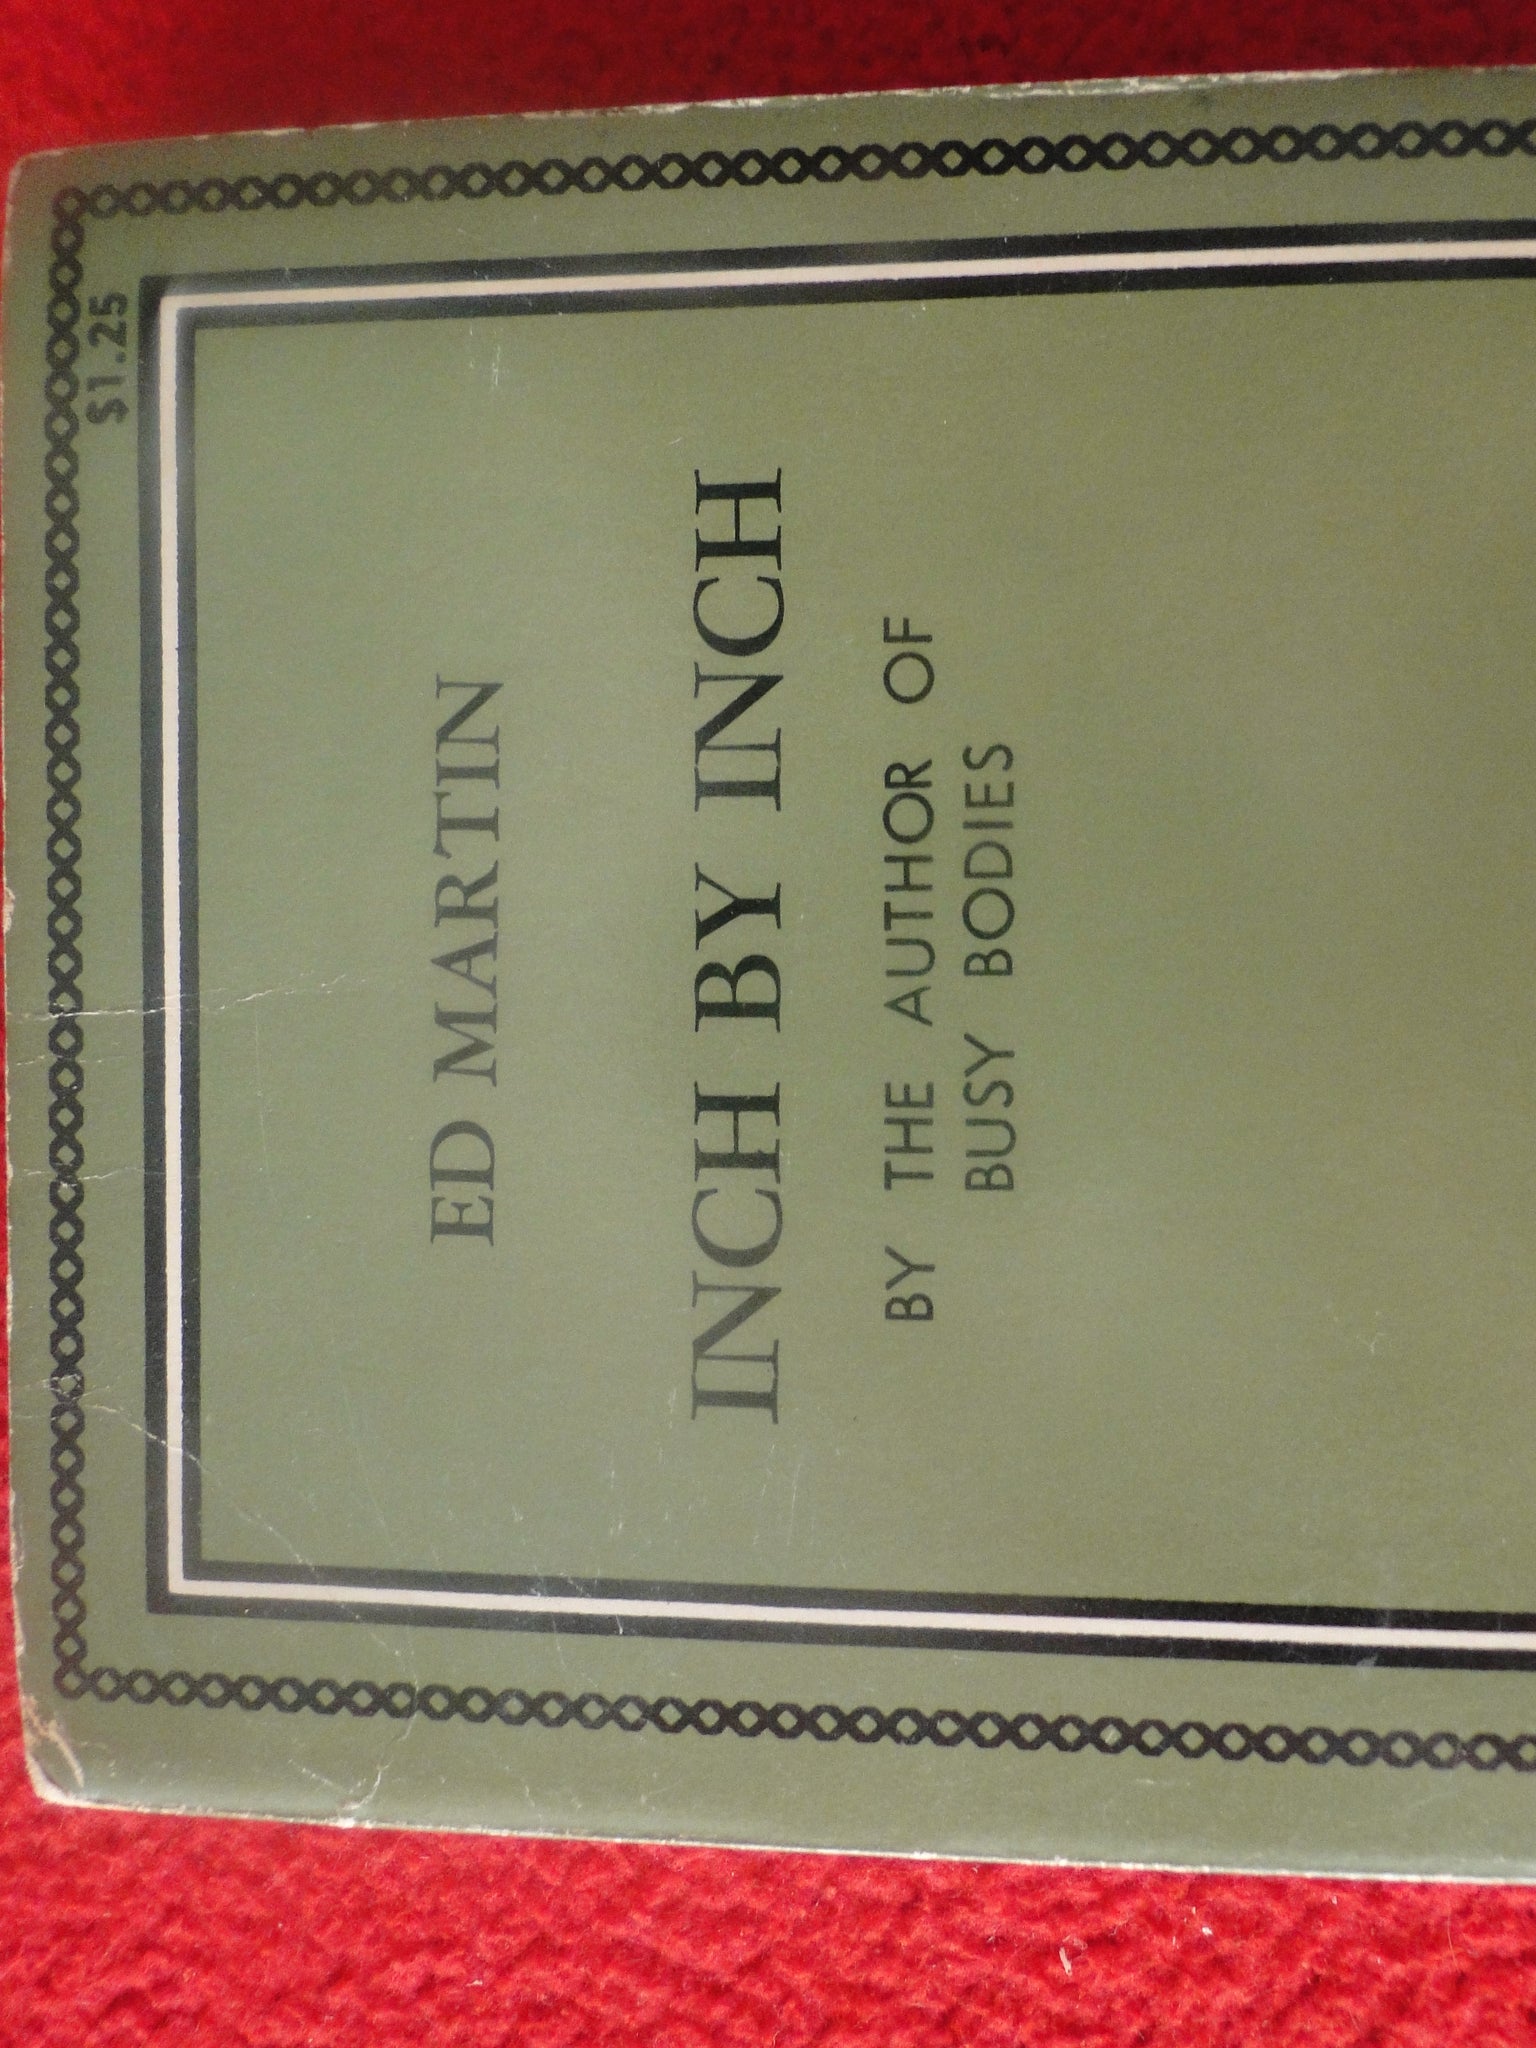 $1.25
ED MARTIN
INCH BY INCH
BY THE AUTHOR OF
BUSY BODIES